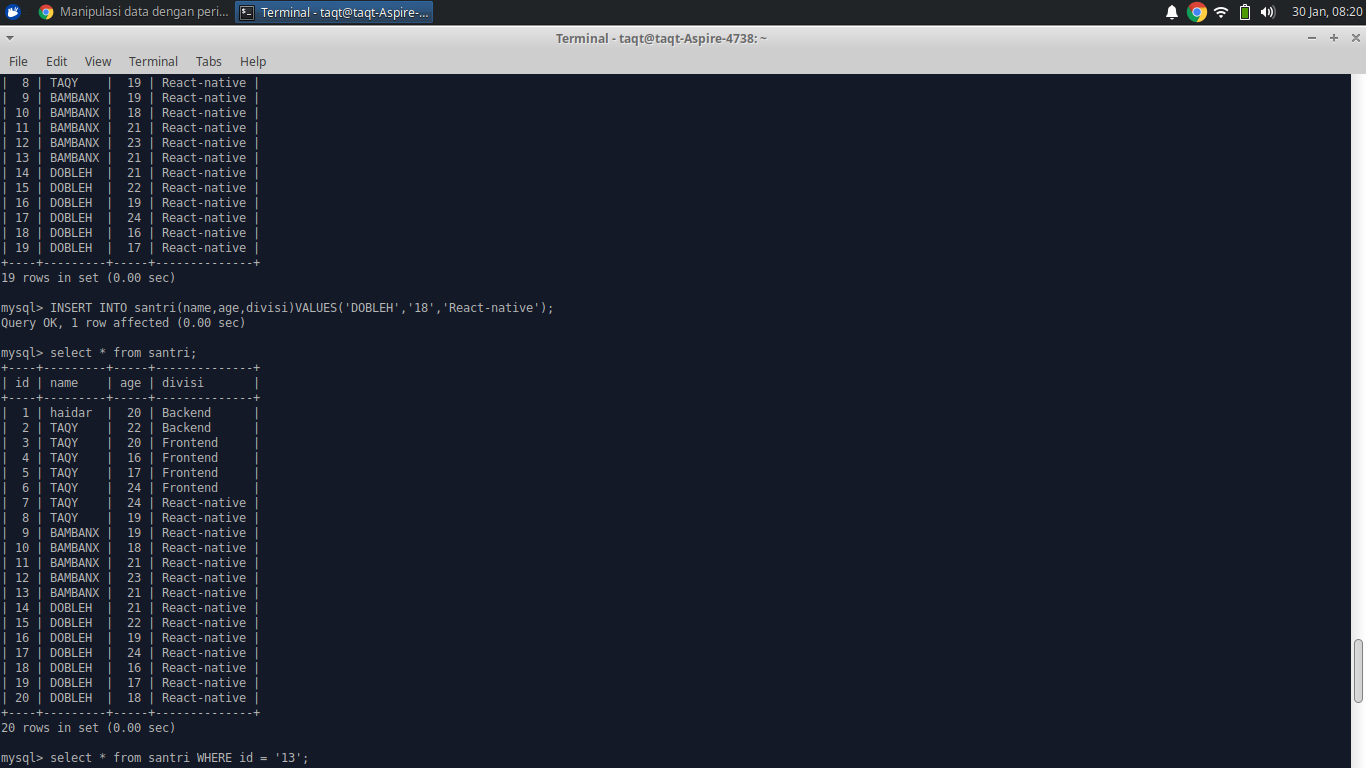 Manipulasi data dengan peri...
Terminal - taqt@taqt-Aspire-...
30 Jan, 08:20
Terminal - taqt@taqt-Aspire-4738: ~
File Edit View Terminal Tabs Help
|  8 | TAQY    |  19 | React-native |
|  9 | BAMBANX |  19 | React-native |
| 10 | BAMBANX |  18 | React-native |
| 11 | BAMBANX |  21 | React-native |
| 12 | BAMBANX |  23 | React-native |
| 13 | BAMBANX |  21 | React-native |
| 14 | DOBLEH  |  21 | React-native |
| 15 | DOBLEH  |  22 | React-native |
| 16 | DOBLEH  |  19 | React-native |
| 17 | DOBLEH  |  24 | React-native |
| 18 | DOBLEH  |  16 | React-native |
| 19 | DOBLEH  |  17 | React-native |
+----+---------+-----+--------------+
19 rows in set (0.00 sec)
mysql> INSERT INTO santri(name,age,divisi)VALUES('DOBLEH','18','React-native');
Query OK, 1 row affected (0.00 sec)
mysql> select * from santri;
+----+---------+-----+--------------+
| id | name    | age | divisi       |
+----+---------+-----+--------------+
|  1 | haidar  |  20 | Backend      |
|  2 | TAQY    |  22 | Backend      |
|  3 | TAQY    |  20 | Frontend     |
|  4 | TAQY    |  16 | Frontend     |
|  5 | TAQY    |  17 | Frontend     |
|  6 | TAQY    |  24 | Frontend     |
|  7 | TAQY    |  24 | React-native |
|  8 | TAQY    |  19 | React-native |
|  9 | BAMBANX |  19 | React-native |
| 10 | BAMBANX |  18 | React-native |
| 11 | BAMBANX |  21 | React-native |
| 12 | BAMBANX |  23 | React-native |
| 13 | BAMBANX |  21 | React-native |
| 14 | DOBLEH  |  21 | React-native |
| 15 | DOBLEH  |  22 | React-native |
| 16 | DOBLEH  |  19 | React-native |
| 17 | DOBLEH  |  24 | React-native |
| 18 | DOBLEH  |  16 | React-native |
| 19 | DOBLEH  |  17 | React-native |
| 20 | DOBLEH  |  18 | React-native |
+----+---------+-----+--------------+
20 rows in set (0.00 sec)
mysql> select * from santri WHERE id = '13';